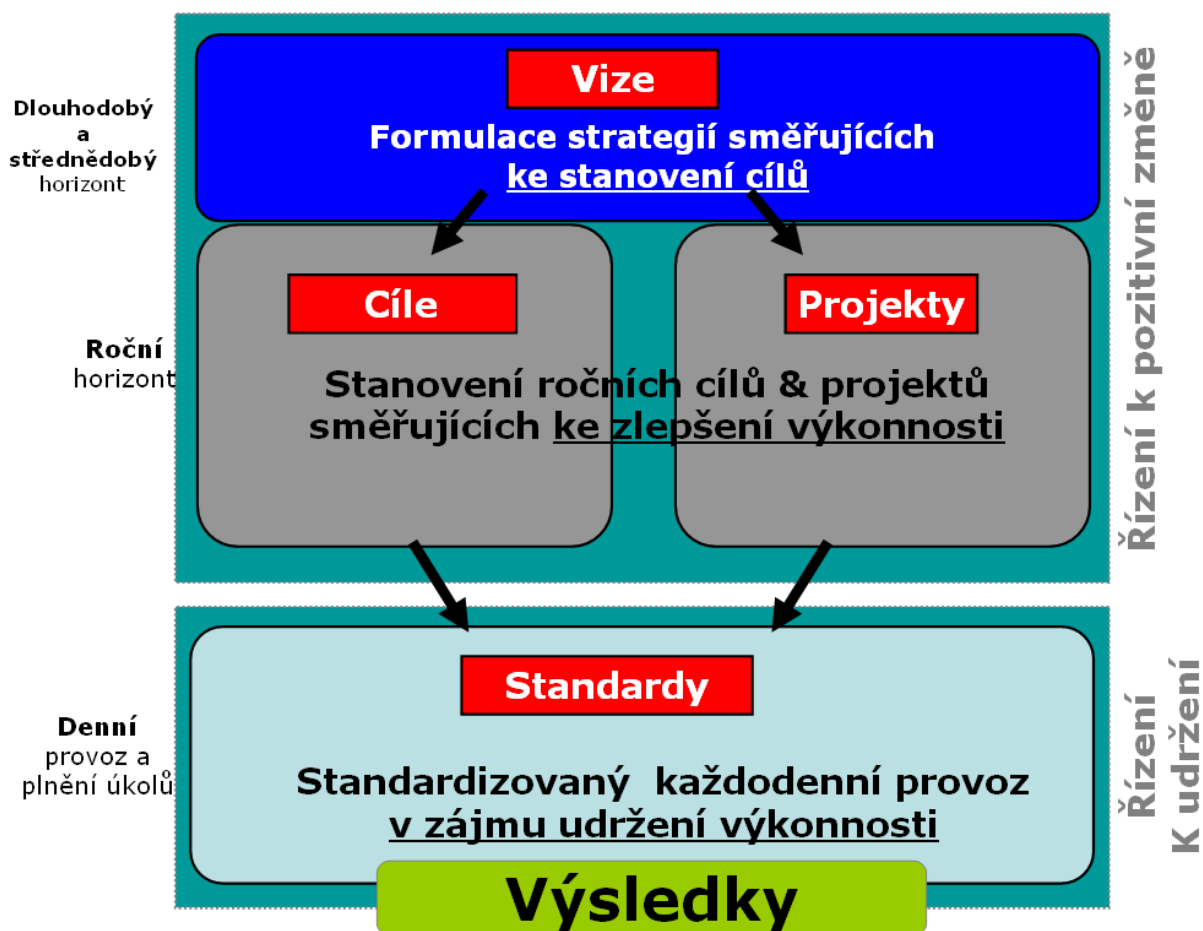 Vize
Formulace strategií směřujících
ke stanovení cílů
Dlouhodobý
a
střednědobý
horizont
Cíle
Projekty
Roční
horizont
Stanovení ročních cílů & projektů
směřujících ke zlepšení výkonnosti
Řízení k pozitivní změně
Standardy
Denní
provoz a
plnění úkolů
Standardizovaný každodenní provoz
v zájmu udržení výkonnosti
Řízení
K udržení
Výsledky